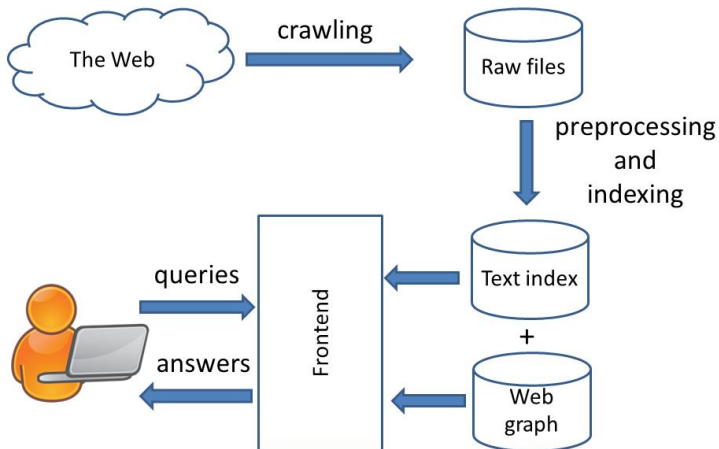 The Web
crawling
Raw files
preprocessing
and
indexing
queries
Frontend
Text index
+
answers
Web
graph